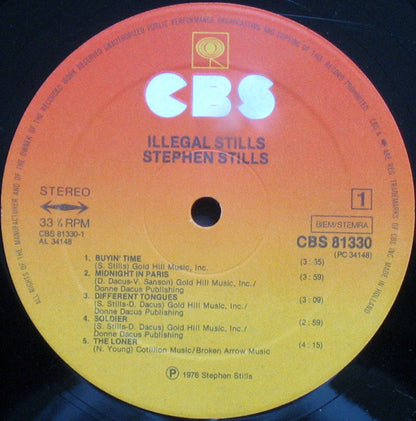 ALL RIGHTS OF THE MANUFACTURER AND OF THE OWNER OF THE RECORDED WORK RESERVED UNAUTHORIZED PUBLIC PERFORMANCE BROADCASTING AND COPYING OF THIS RECORD PROHIBITED. CBS & ARE REG. TRADEMARKS OF CBS INC. MADE IN HOLLAND
CBS
ILLEGAL STILLS
STEPHEN STILLS
STEREO
33 ⅓ RPM
CBS 81330-1
AL 34148
1
BIEM/STEMRA
CBS 81330
(PC 34148)
1. BUYIN' TIME (3:35)
(S. Stills) Gold Hill Music, Inc.
2. MIDNIGHT IN PARIS (3:59)
(D. Dacus-V. Sanson) Gold Hill Music, Inc./
Donne Dacus Publishing
3. DIFFERENT TONGUES (3:09)
(S. Stills-D. Dacus) Gold Hill Music, Inc./
Donne Dacus Publishing
4. SOLDIER (2:59)
(S. Stills-D. Dacus) Gold Hill Music, Inc./
Donne Dacus Publishing
5. THE LONER (4:15)
(N. Young) Cotillion Music/Broken Arrow Music
Ⓟ 1976 Stephen Stills